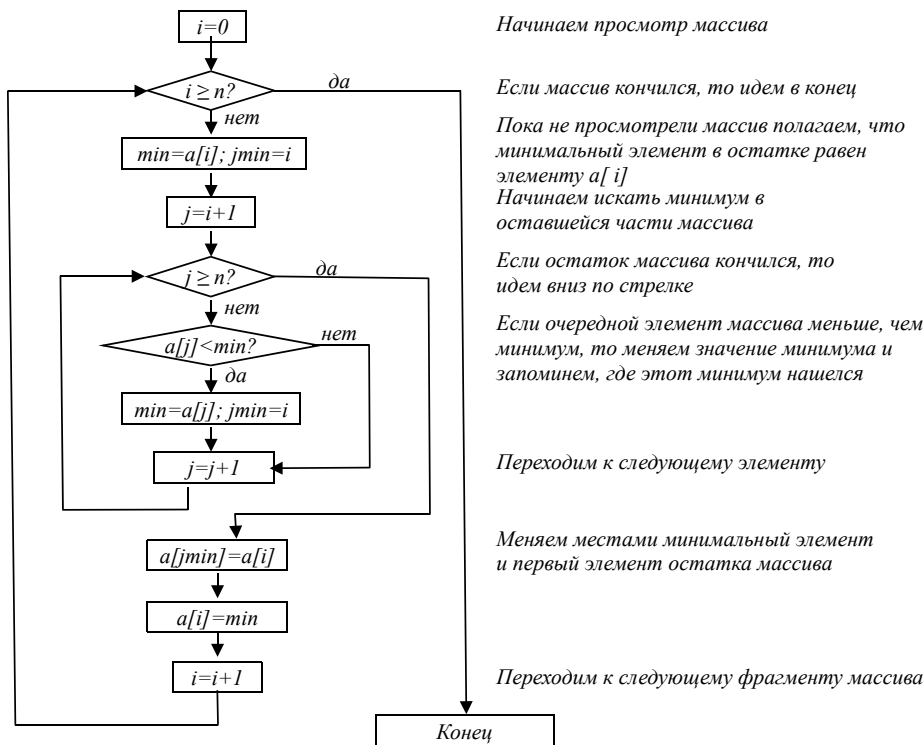 i=0
Начинаем просмотр массива
i ≥ n?
да
Если массив кончился, то идем в конец
нет
min=a[i]; jmin=i
Пока не просмотрели массив полагаем, что
минимальный элемент в остатке равен
элементу a[ i]
j=i+1
Начинаем искать минимум в
оставшейся части массива
j ≥ n?
да
Если остаток массива кончился, то
идем вниз по стрелке
нет
a[j]<min?
нет
Если очередной элемент массива меньше, чем
минимум, то меняем значение минимума и
запоминем, где этот минимум нашелся
да
min=a[j]; jmin=i
j=j+1
Переходим к следующему элементу
a[jmin]=a[i]
Меняем местами минимальный элемент
и первый элемент остатка массива
a[i]=min
i=i+1
Переходим к следующему фрагменту массива
Конец